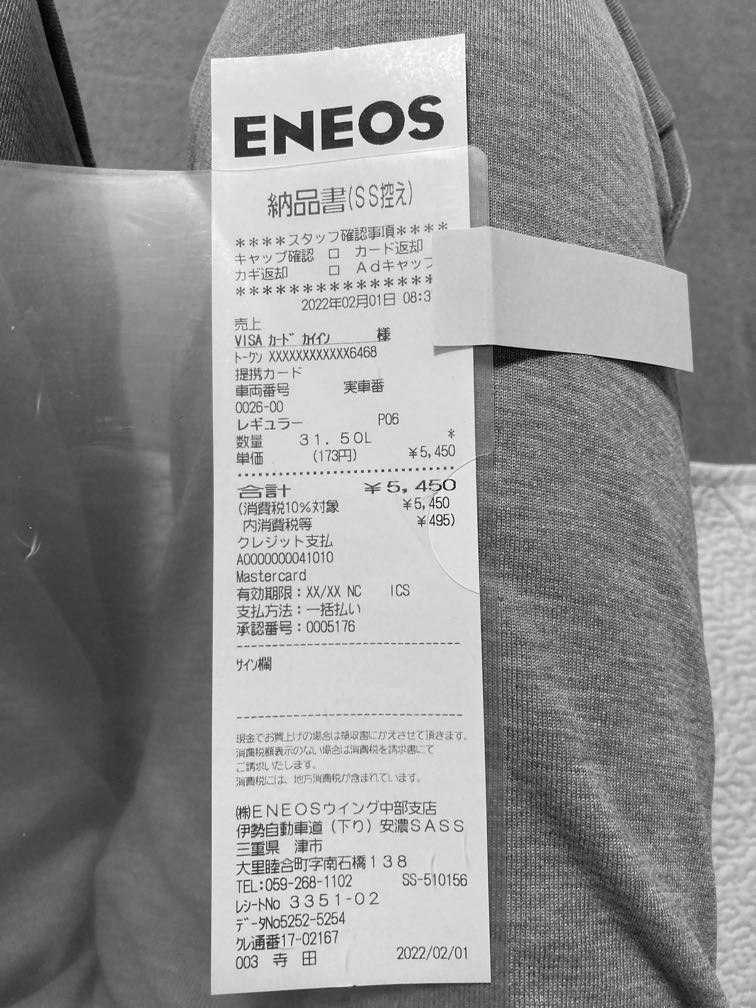 ENEOS
納品書(SS控え)
****スタッフ確認事項****
キャップ確認 □ カード返却
カギ返却 □ Adキャップ
********************
2022年02月01日 08:3
売上
VISA カード カイイン 様
トークン XXXXXXXXXXXX6468
提携カード
車両番号 実車番
0026-00
レギュラー P06
数量 31.50L *
単価 (173円) ¥5,450
合計 ¥5,450
(消費税10%対象 ¥5,450
内消費税等 ¥495)
クレジット支払
A0000000041010
Mastercard
有効期限:XX/XX NC ICS
支払方法:一括払い
承認番号:0005176
サイン欄
現金でお買上げの場合は領収書にかえさせて頂きます。
消費税額表示のない場合は消費税を請求書にて
ご請求いたします。
消費税には、地方消費税が含まれています。
㈱ENEOSウイング中部支店
伊勢自動車道(下り)安濃SASS
三重県 津市
大里睦合町字南石橋138
TEL:059-268-1102 SS-510156
レシートNo 3351-02
データNo5252-5254
クレ通番17-02167
003 寺田 2022/02/01